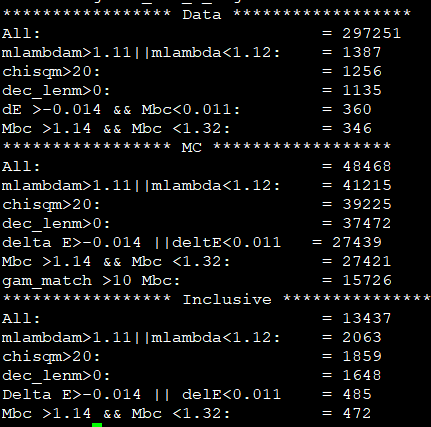 ***************** Data ******************
All: = 297251
mlambdam>1.11||mlambda<1.12: = 1387
chisqm>20: = 1256
dec_lenm>0: = 1135
dE >-0.014 && Mbc<0.011: = 360
Mbc >1.14 && Mbc <1.32: = 346
***************** MC ******************
All: = 48468
mlambdam>1.11||mlambda<1.12: = 41215
chisqm>20: = 39225
dec_lenm>0: = 37472
delta E>-0.014 ||deltE<0.011 = 27439
Mbc >1.14 && Mbc <1.32: = 27421
gam_match >10 Mbc: = 15726
***************** Inclusive ***************
All: = 13437
mlambdam>1.11||mlambda<1.12: = 2063
chisqm>20: = 1859
dec_lenm>0: = 1648
Delta E>-0.014 || delE<0.011 = 485
Mbc >1.14 && Mbc <1.32: = 472